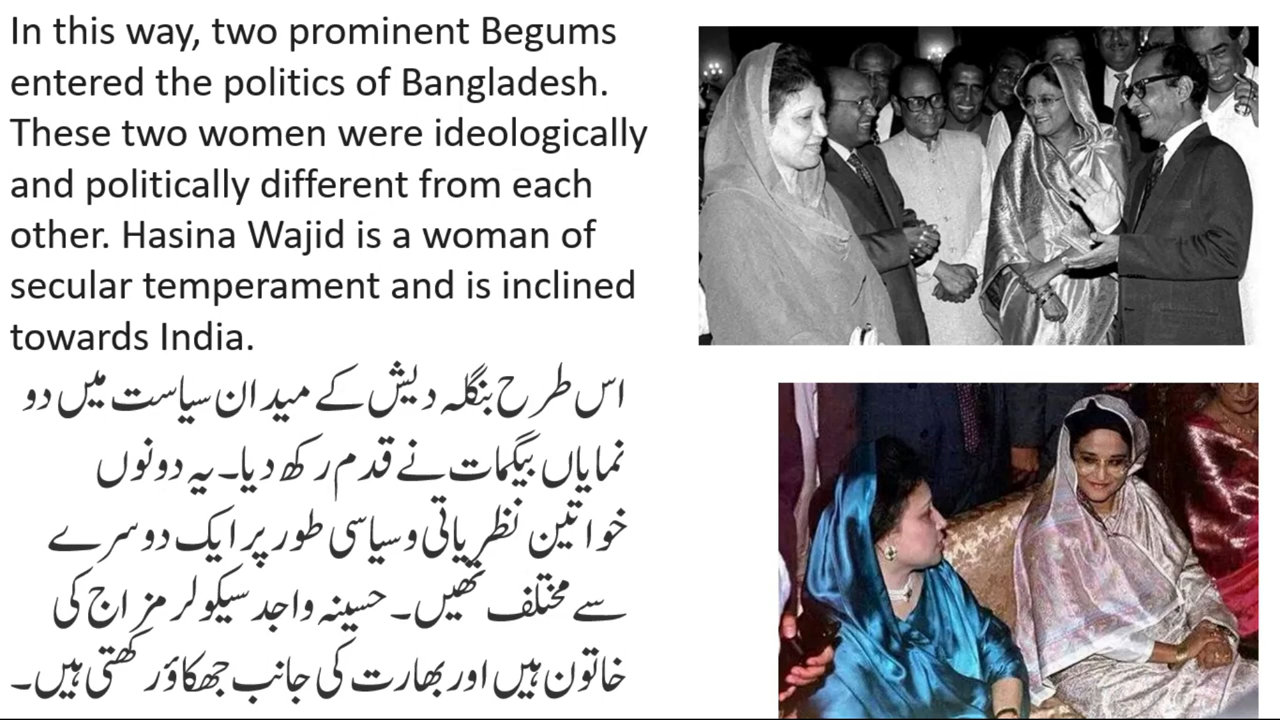 In this way, two prominent Begums
entered the politics of Bangladesh.
These two women were ideologically
and politically different from each
other. Hasina Wajid is a woman of
secular temperament and is inclined
towards India.
اس طرح بنگلہ دیش کے میدان سیاست میں دو
نمایاں بیگمات نے قدم رکھ دیا۔ یہ دونوں
خواتین نظریاتی و سیاسی طور پر ایک دوسرے
سے مختلف تھیں۔ حسینہ واجد سیکولر مزاج کی
خاتون ہیں اور بھارت کی جانب جھکاؤ رکھتی ہیں۔